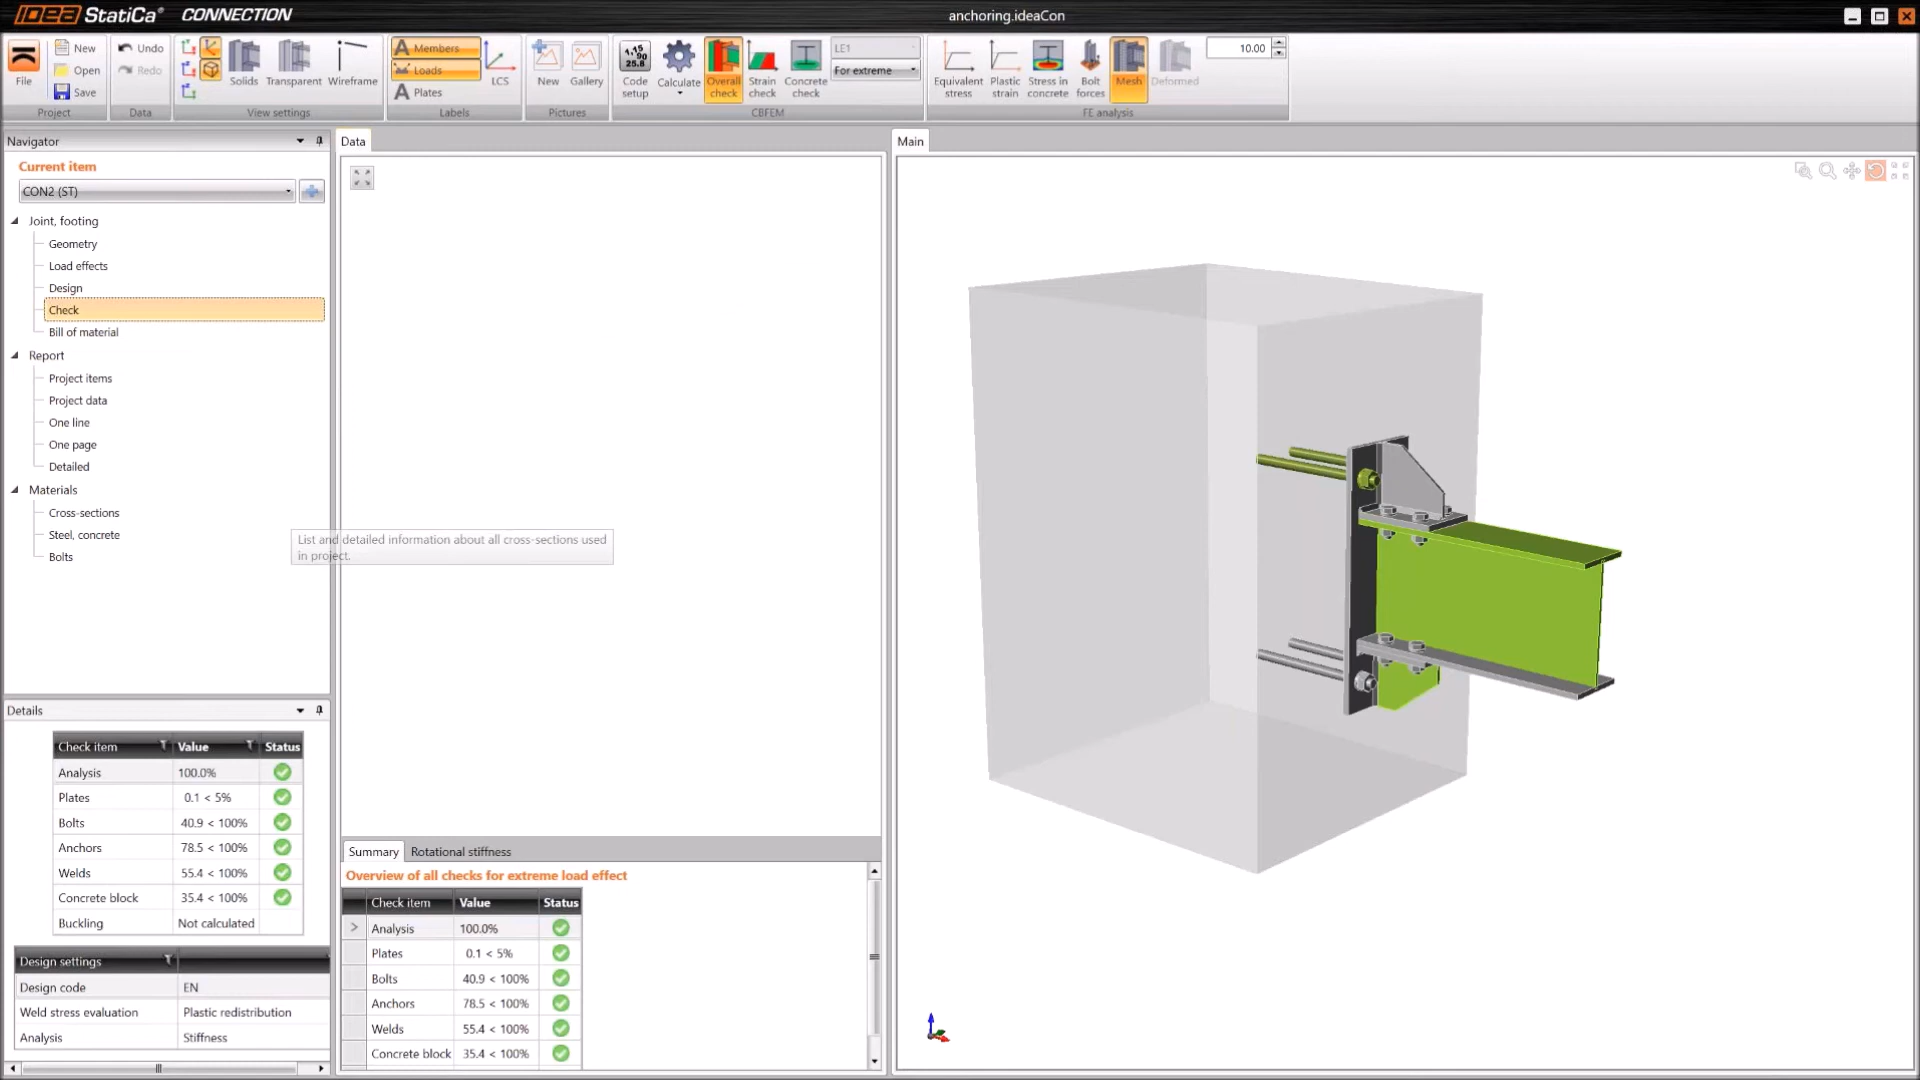 IDEA StatiCa® CONNECTION
anchoring.ideaCon
File
New
Open
Save
Project
Undo
Redo
Data
Solids
Transparent
Wireframe
View settings
Members
Loads
Plates
LCS
Labels
New
Gallery
Pictures
Code setup
Calculate
Overall check
Strain check
Concrete check
LE1
For extreme
CBFEM
Equivalent stress
Plastic strain
Stress in concrete
Bolt forces
Mesh
Deformed
10.00
FE analysis
Navigator
Current item
CON2 (ST)
Joint, footing
Geometry
Load effects
Design
Check
Bill of material
Report
Project items
Project data
One line
One page
Detailed
Materials
Cross-sections
Steel, concrete
Bolts
List and detailed information about all cross-sections used
in project.
Details
Check item Value Status
Analysis 100.0%
Plates 0.1 < 5%
Bolts 40.9 < 100%
Anchors 78.5 < 100%
Welds 55.4 < 100%
Concrete block 35.4 < 100%
Buckling Not calculated
Design settings
Design code EN
Weld stress evaluation Plastic redistribution
Analysis Stiffness
Data
Summary Rotational stiffness
Overview of all checks for extreme load effect
Check item Value Status
> Analysis 100.0%
Plates 0.1 < 5%
Bolts 40.9 < 100%
Anchors 78.5 < 100%
Welds 55.4 < 100%
Concrete block 35.4 < 100%
Main